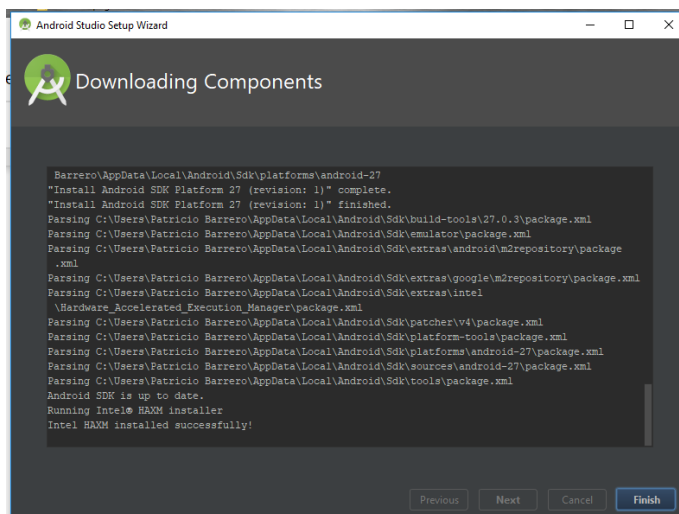 Android Studio Setup Wizard
Downloading Components
Barrero\AppData\Local\Android\Sdk\platforms\android-27
"Install Android SDK Platform 27 (revision: 1)" complete.
"Install Android SDK Platform 27 (revision: 1)" finished.
Parsing C:\Users\Patricio Barrero\AppData\Local\Android\Sdk\build-tools\27.0.3\package.xml
Parsing C:\Users\Patricio Barrero\AppData\Local\Android\Sdk\emulator\package.xml
Parsing C:\Users\Patricio Barrero\AppData\Local\Android\Sdk\extras\android\m2repository\package
.xml
Parsing C:\Users\Patricio Barrero\AppData\Local\Android\Sdk\extras\google\m2repository\package.xml
Parsing C:\Users\Patricio Barrero\AppData\Local\Android\Sdk\extras\intel
\Hardware_Accelerated_Execution_Manager\package.xml
Parsing C:\Users\Patricio Barrero\AppData\Local\Android\Sdk\patcher\v4\package.xml
Parsing C:\Users\Patricio Barrero\AppData\Local\Android\Sdk\platform-tools\package.xml
Parsing C:\Users\Patricio Barrero\AppData\Local\Android\Sdk\platforms\android-27\package.xml
Parsing C:\Users\Patricio Barrero\AppData\Local\Android\Sdk\sources\android-27\package.xml
Parsing C:\Users\Patricio Barrero\AppData\Local\Android\Sdk\tools\package.xml
Android SDK is up to date.
Running Intel® HAXM installer
Intel HAXM installed successfully!
Previous Next Cancel Finish